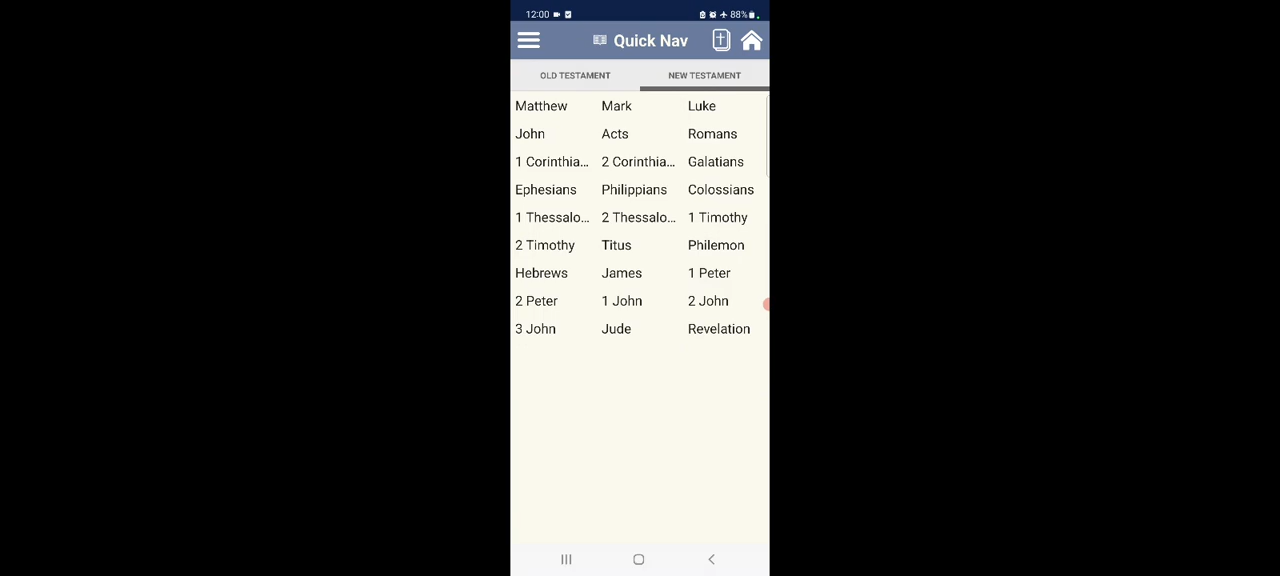 12:00 88%
Quick Nav
OLD TESTAMENT NEW TESTAMENT
Matthew Mark Luke
John Acts Romans
1 Corinthia... 2 Corinthia... Galatians
Ephesians Philippians Colossians
1 Thessalo... 2 Thessalo... 1 Timothy
2 Timothy Titus Philemon
Hebrews James 1 Peter
2 Peter 1 John 2 John
3 John Jude Revelation